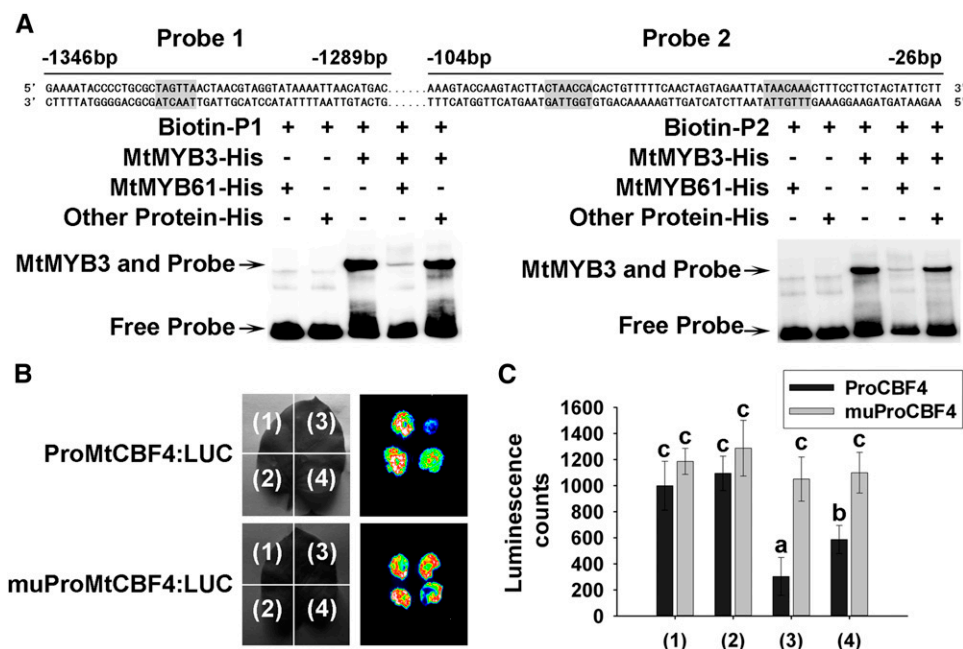 A
Probe 1
Probe 2
-1346bp -1289bp -104bp -26bp
5' GAAAATACCCCTGCGCTAGTTAACTAACGTAGGTATAAAATTAACATGAC......AAAGTACCAAGTACTTACTAACCACACTGTTTTTCAACTAGTAGAATTATAACAAACTTTCCTTCTACTATTCTT 3'
3' CTTTTATGGGGACGCGATCAATTGATTGCATCCATATTTTAATTGTACTG......TTTCATGGTTCATGAATGATTGGTGTGACAAAAAGTTGATCATCTTAATATTGTTTGAAAGGAAGATGATAAGAA 5'
Biotin-P1 + + + + +
MtMYB3-His - - + + +
MtMYB61-His + - - + -
Other Protein-His - + - - +
MtMYB3 and Probe
Free Probe
Biotin-P2 + + + + +
MtMYB3-His - - + + +
MtMYB61-His + - - + -
Other Protein-His - + - - +
MtMYB3 and Probe
Free Probe
B
ProMtCBF4:LUC
(1) (3)
(2) (4)
muProMtCBF4:LUC
(1) (3)
(2) (4)
C
ProCBF4
muProCBF4
Luminescence
counts
1600
1400
1200
1000
800
600
400
200
0
c c c c a c b c
(1) (2) (3) (4)